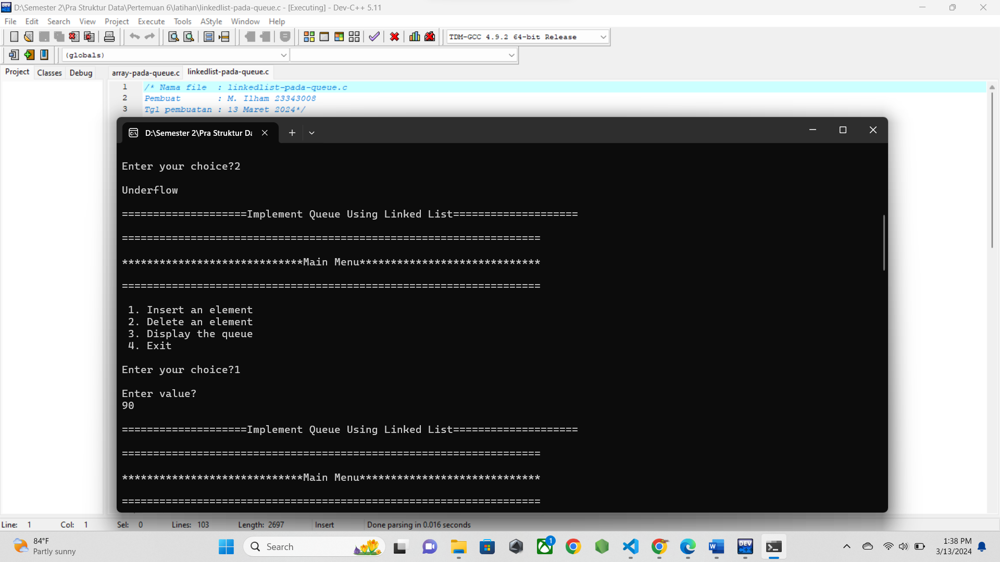 D:\Semester 2\Pra Struktur Data\Pertemuan 6\latihan\linkedlist-pada-queue.c - [Executing] - Dev-C++ 5.11
File Edit Search View Project Execute Tools AStyle Window Help
TDM-GCC 4.9.2 64-bit Release
(globals)
Project Classes Debug array-pada-queue.c linkedlist-pada-queue.c
1 /* Nama file : linkedlist-pada-queue.c
2 Pembuat : M. Ilham 23343008
3 Tgl pembuatan : 13 Maret 2024*/
D:\Semester 2\Pra Struktur Da
Enter your choice?2
Underflow
====================Implement Queue Using Linked List====================
===================================================================
*****************************Main Menu*****************************
===================================================================
1. Insert an element
2. Delete an element
3. Display the queue
4. Exit
Enter your choice?1
Enter value?
90
====================Implement Queue Using Linked List====================
===================================================================
*****************************Main Menu*****************************
===================================================================
Line: 1 Col: 1 Sel: 0 Lines: 103 Length: 2697 Insert Done parsing in 0.016 seconds
84°F
Partly sunny
Search
1
DEV C++
1:38 PM
3/13/2024